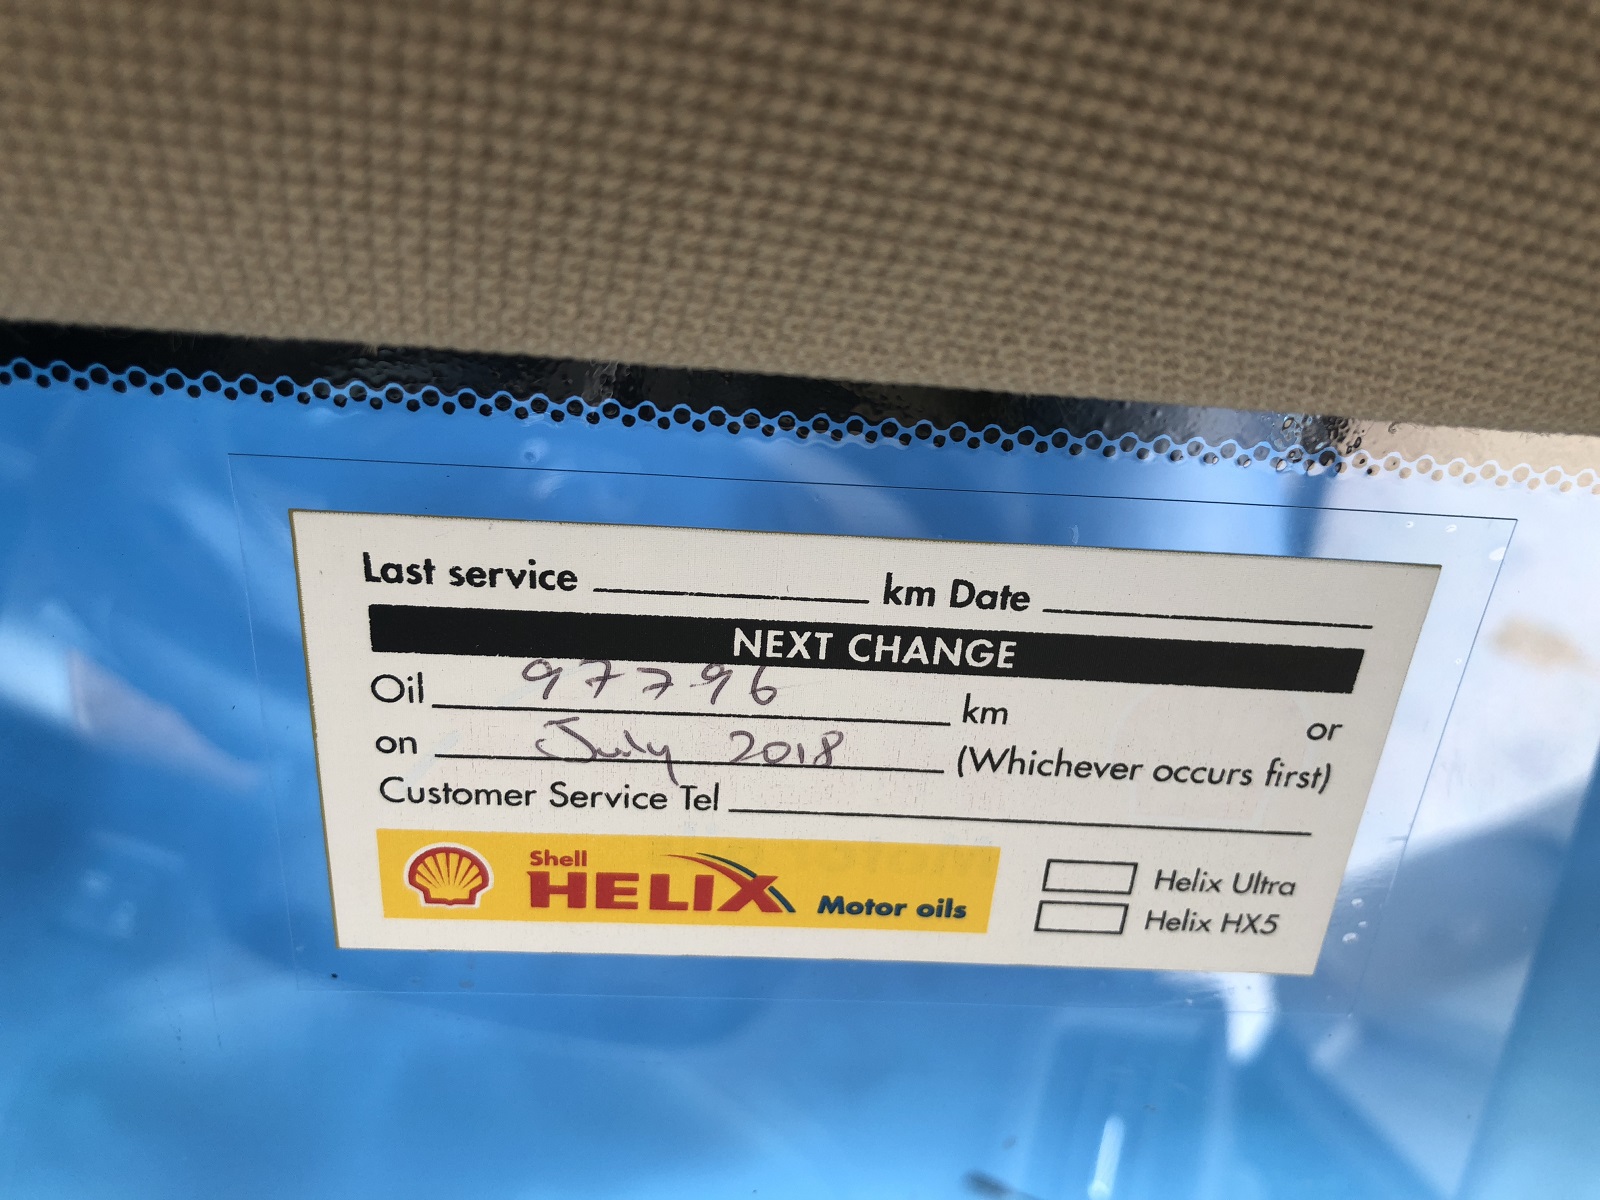 Last service km Date
NEXT CHANGE
Oil 97796 km or
on July 2018 (Whichever occurs first)
Customer Service Tel
Shell
HELIX Motor oils
Helix Ultra
Helix HX5